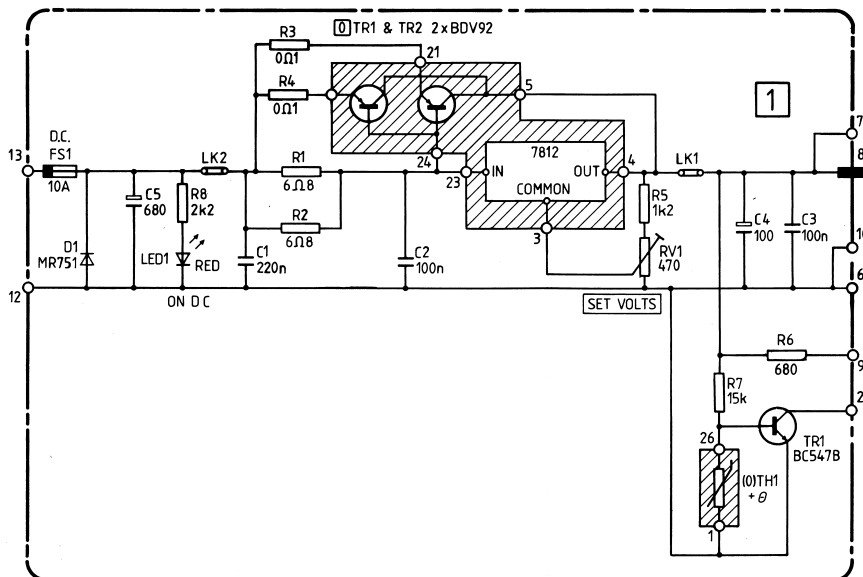 0 TR1 & TR2 2xBDV92
R3
0Ω1
21
R4
0Ω1
5
1
7
D.C.
FS1
10A
13
LK2
R1
6Ω8
24
23
7812
IN
OUT
COMMON
4
LK1
8
C5
680
R8
2k2
R2
6Ω8
3
R5
1k2
C4
100
C3
100n
D1
MR751
LED1
RED
C1
220n
C2
100n
RV1
470
10
12
ON DC
SET VOLTS
6
R6
680
9
R7
15k
2
26
TR1
BC547B
(0)TH1
+θ
1